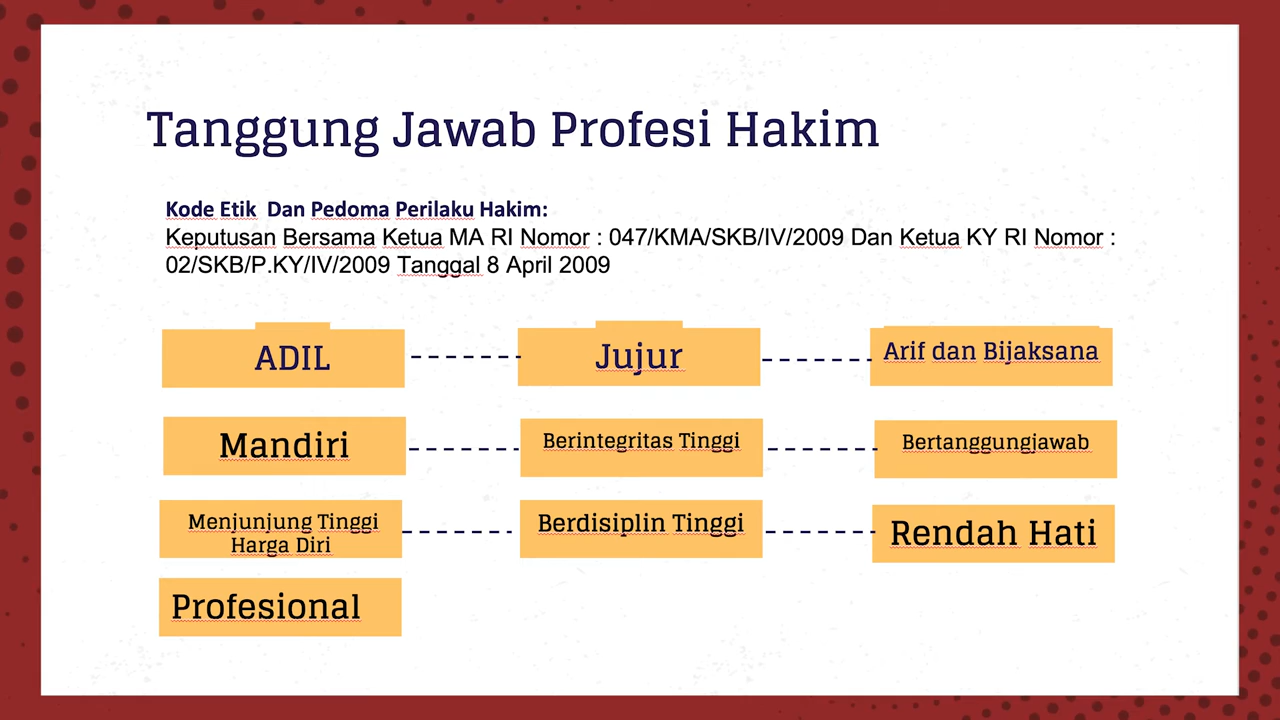 Tanggung Jawab Profesi Hakim
Kode Etik Dan Pedoma Perilaku Hakim:
Keputusan Bersama Ketua MA RI Nomor : 047/KMA/SKB/IV/2009 Dan Ketua KY RI Nomor :
02/SKB/P.KY/IV/2009 Tanggal 8 April 2009
ADIL
Jujur
Arif dan Bijaksana
Mandiri
Berintegritas Tinggi
Bertanggungjawab
Menjunjung Tinggi
Harga Diri
Berdisiplin Tinggi
Rendah Hati
Profesional